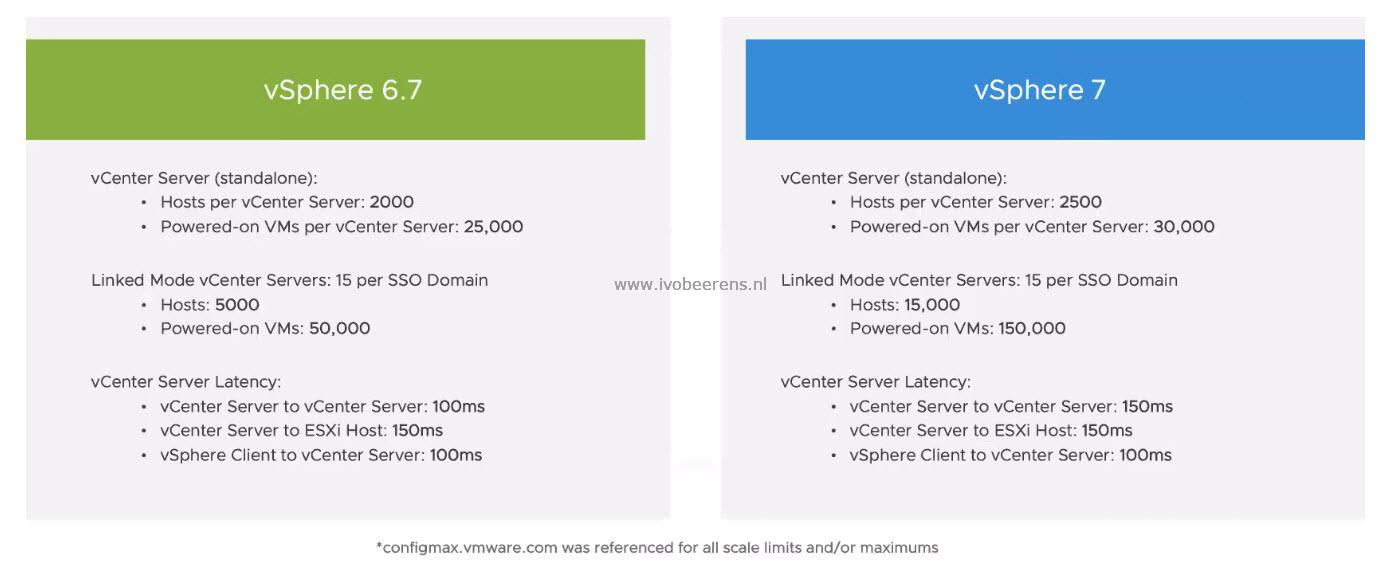 vSphere 6.7
vCenter Server (standalone):
• Hosts per vCenter Server: 2000
• Powered-on VMs per vCenter Server: 25,000
Linked Mode vCenter Servers: 15 per SSO Domain
• Hosts: 5000
• Powered-on VMs: 50,000
vCenter Server Latency:
• vCenter Server to vCenter Server: 100ms
• vCenter Server to ESXi Host: 150ms
• vSphere Client to vCenter Server: 100ms
www.ivobeerens.nl
vSphere 7
vCenter Server (standalone):
• Hosts per vCenter Server: 2500
• Powered-on VMs per vCenter Server: 30,000
Linked Mode vCenter Servers: 15 per SSO Domain
• Hosts: 15,000
• Powered-on VMs: 150,000
vCenter Server Latency:
• vCenter Server to vCenter Server: 150ms
• vCenter Server to ESXi Host: 150ms
• vSphere Client to vCenter Server: 100ms
*configmax.vmware.com was referenced for all scale limits and/or maximums